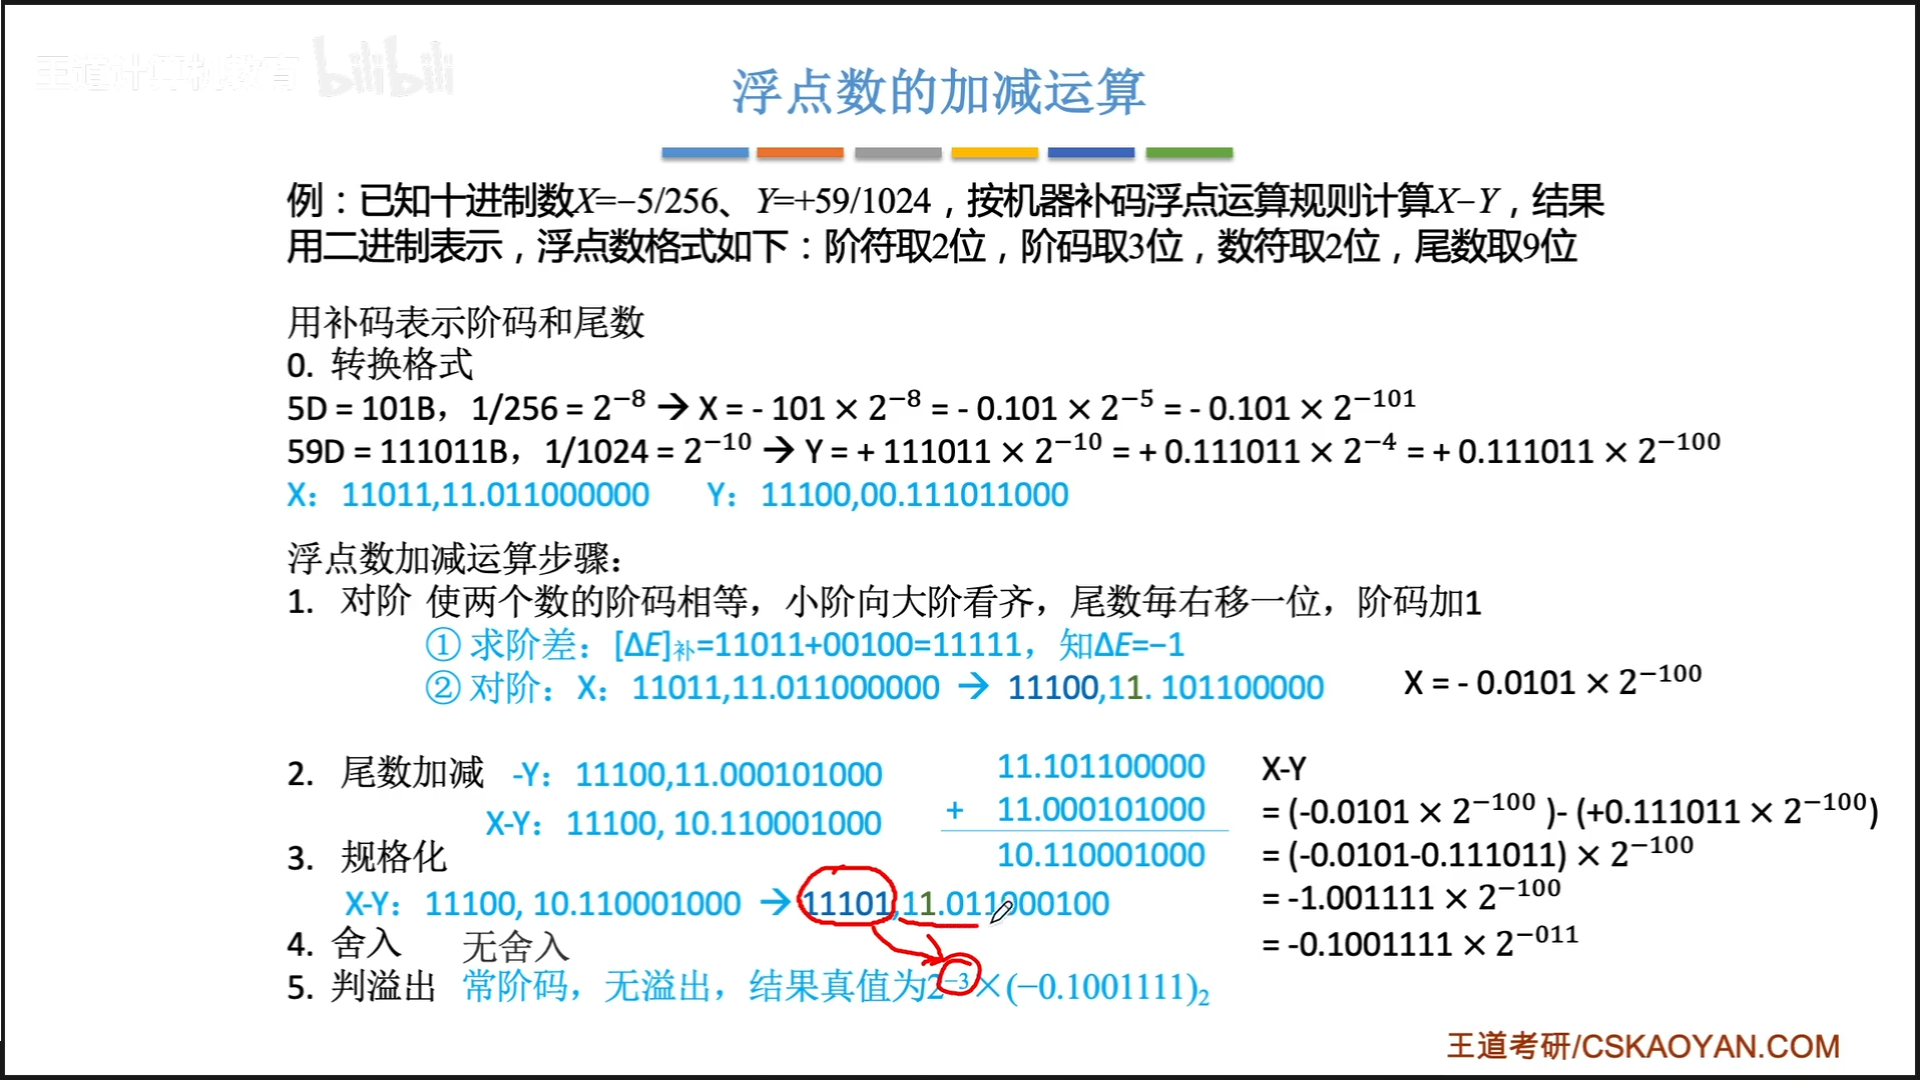 王道计算机教育 bilibili
浮点数的加减运算
例：已知十进制数X=−5/256、Y=+59/1024，按机器补码浮点运算规则计算X−Y，结果
用二进制表示，浮点数格式如下：阶符取2位，阶码取3位，数符取2位，尾数取9位
用补码表示阶码和尾数
0. 转换格式
5D = 101B，1/256 = 2⁻⁸ → X = - 101 × 2⁻⁸ = - 0.101 × 2⁻⁵ = - 0.101 × 2⁻¹⁰¹
59D = 111011B，1/1024 = 2⁻¹⁰ → Y = + 111011 × 2⁻¹⁰ = + 0.111011 × 2⁻⁴ = + 0.111011 × 2⁻¹⁰⁰
X：11011,11.011000000 Y：11100,00.111011000
浮点数加减运算步骤：
1. 对阶 使两个数的阶码相等，小阶向大阶看齐，尾数每右移一位，阶码加1
① 求阶差：[ΔE]补=11011+00100=11111，知ΔE=−1
② 对阶：X：11011,11.011000000 → 11100,11. 101100000 X = - 0.0101 × 2⁻¹⁰⁰
2. 尾数加减 -Y：11100,11.000101000 11.101100000 X-Y
X-Y：11100, 10.110001000 + 11.000101000 = (-0.0101 × 2⁻¹⁰⁰ )- (+0.111011 × 2⁻¹⁰⁰)
3. 规格化 10.110001000 = (-0.0101-0.111011) × 2⁻¹⁰⁰
X-Y：11100, 10.110001000 → 11101,11.011000100 = -1.001111 × 2⁻¹⁰⁰
4. 舍入 无舍入 = -0.1001111 × 2⁻⁰¹¹
5. 判溢出 常阶码，无溢出，结果真值为2⁻³×(−0.1001111)₂
王道考研/CSKAOYAN.COM